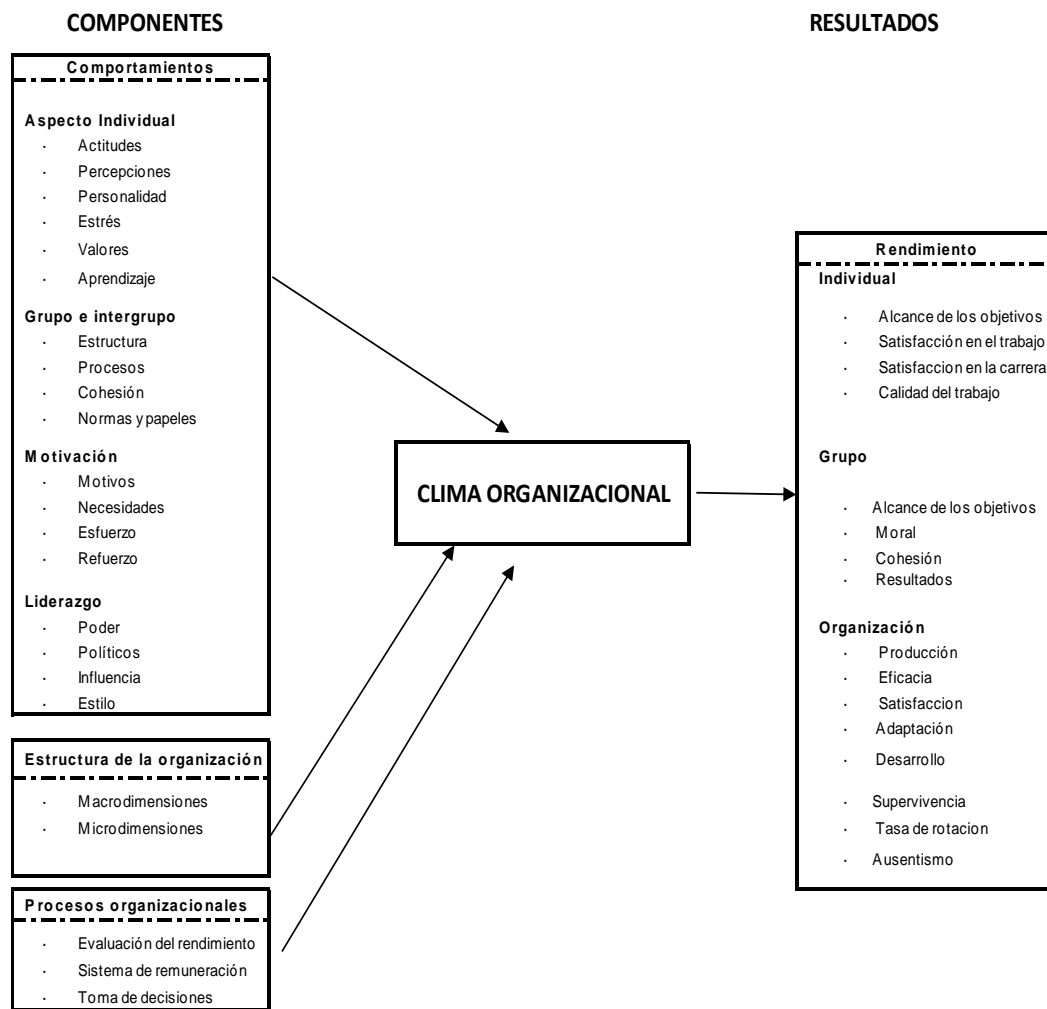 COMPONENTES
RESULTADOS
Comportamientos
Aspecto Individual
· Actitudes
· Percepciones
· Personalidad
· Estrés
· Valores
· Aprendizaje
Grupo e intergrupo
· Estructura
· Procesos
· Cohesión
· Normas y papeles
Motivación
· Motivos
· Necesidades
· Esfuerzo
· Refuerzo
Liderazgo
· Poder
· Políticos
· Influencia
· Estilo
Estructura de la organización
· Macrodimensiones
· Microdimensiones
Procesos organizacionales
· Evaluación del rendimiento
· Sistema de remuneración
· Toma de decisiones
CLIMA ORGANIZACIONAL
Rendimiento
Individual
· Alcance de los objetivos
· Satisfacción en el trabajo
· Satisfaccion en la carrera
· Calidad del trabajo
Grupo
· Alcance de los objetivos
· Moral
· Cohesión
· Resultados
Organización
· Producción
· Eficacia
· Satisfaccion
· Adaptación
· Desarrollo
· Supervivencia
· Tasa de rotacion
· Ausentismo